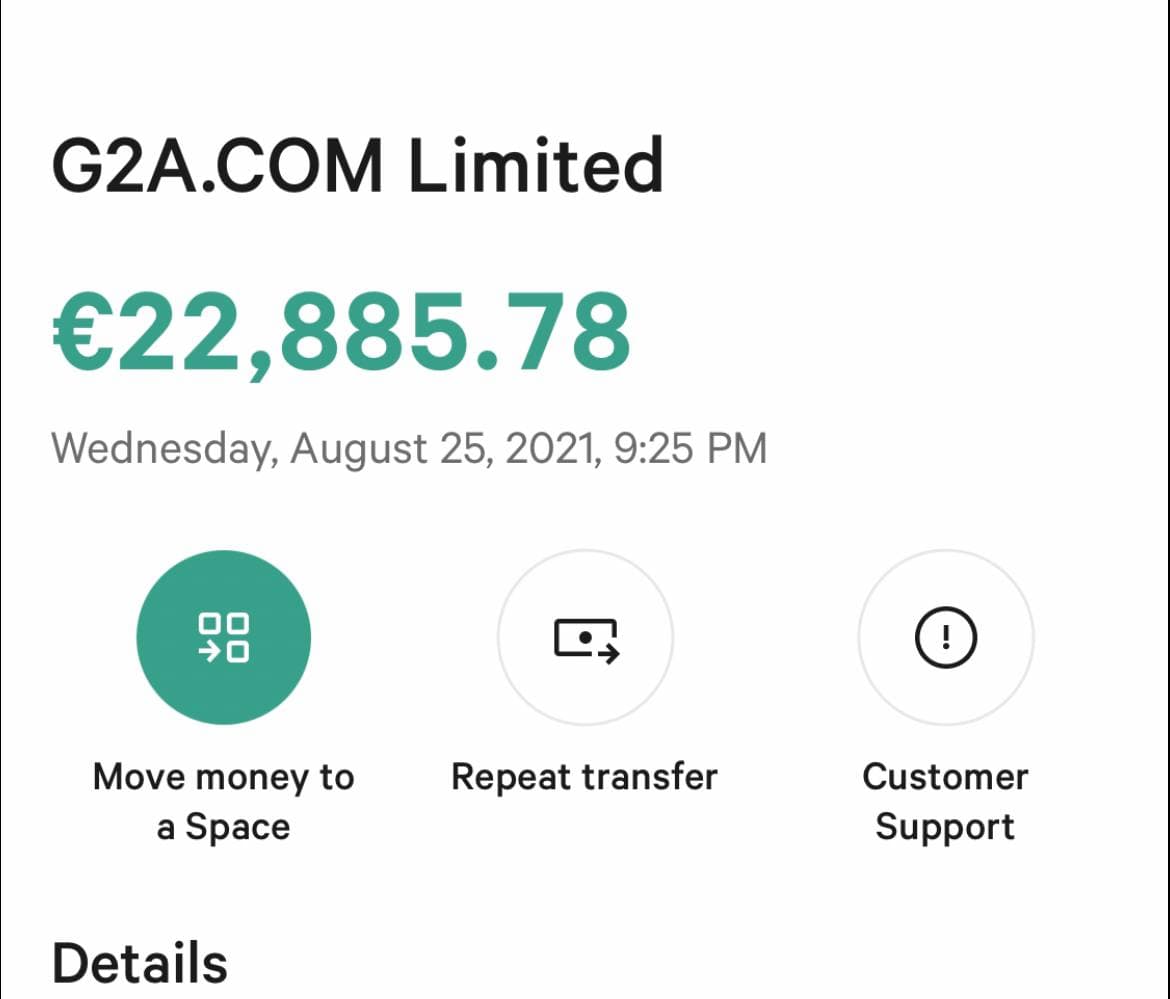 G2A.COM Limited
€22,885.78
Wednesday, August 25, 2021, 9:25 PM
Move money to
a Space
Repeat transfer
Customer
Support
Details